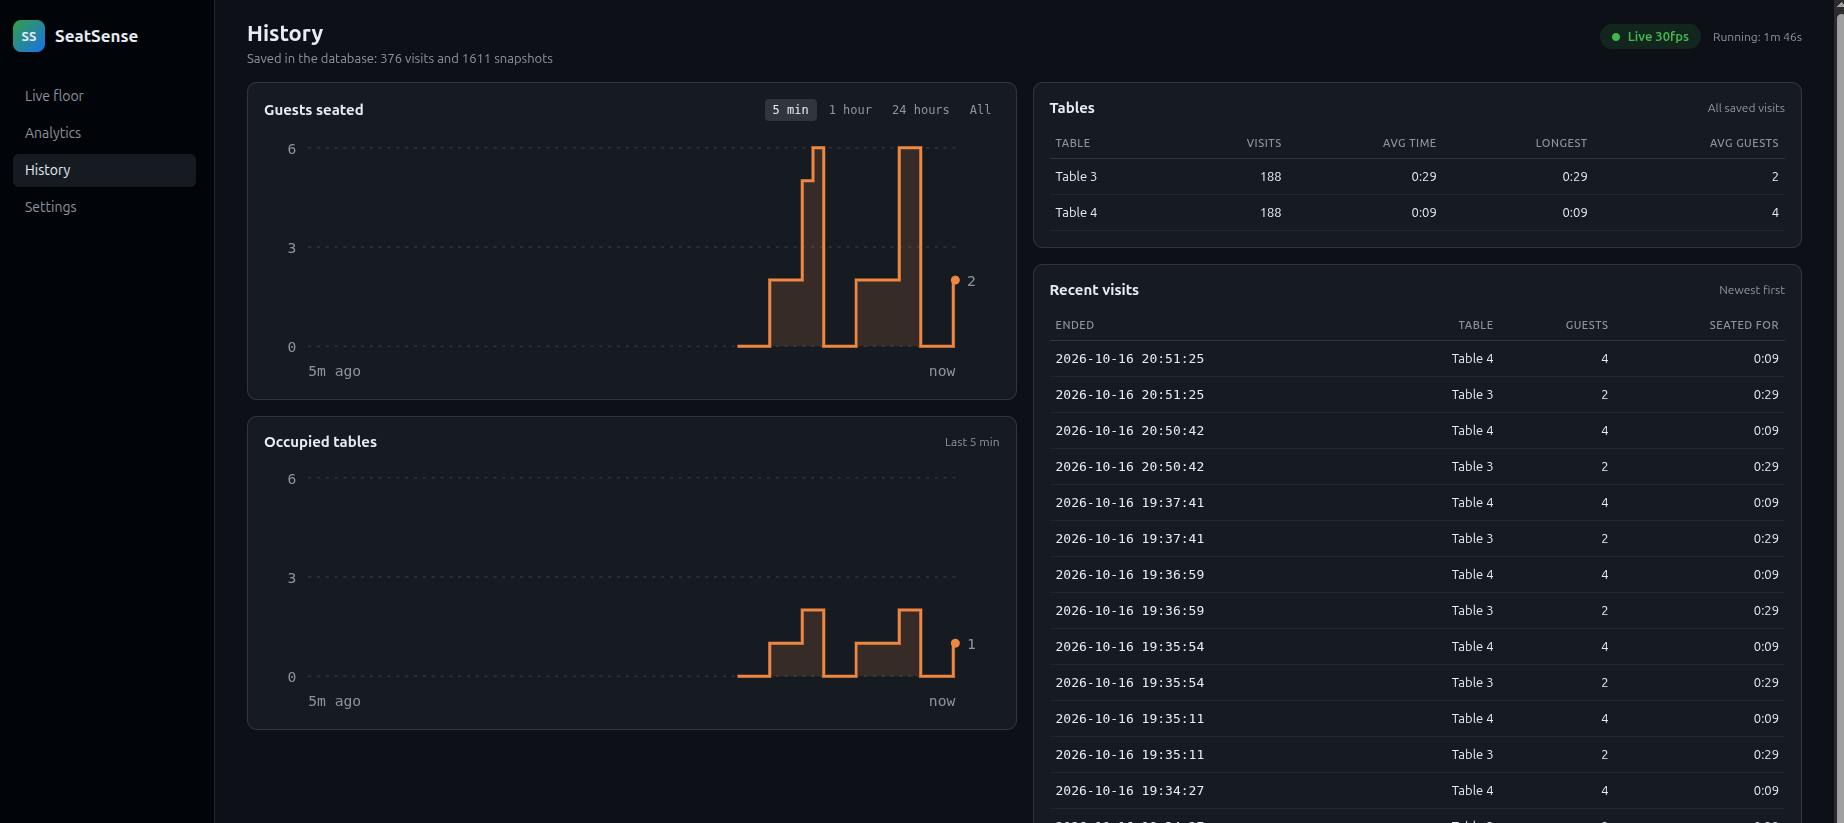 SS SeatSense
Live floor
Analytics
History
Settings
History
Saved in the database: 376 visits and 1611 snapshots
Live 30fps Running: 1m 46s
Guests seated 5 min 1 hour 24 hours All
6
3
2
0
5m ago now
Occupied tables Last 5 min
6
3
1
0
5m ago now
Tables All saved visits
TABLE VISITS AVG TIME LONGEST AVG GUESTS
Table 3 188 0:29 0:29 2
Table 4 188 0:09 0:09 4
Recent visits Newest first
ENDED TABLE GUESTS SEATED FOR
2026-10-16 20:51:25 Table 4 4 0:09
2026-10-16 20:51:25 Table 3 2 0:29
2026-10-16 20:50:42 Table 4 4 0:09
2026-10-16 20:50:42 Table 3 2 0:29
2026-10-16 19:37:41 Table 4 4 0:09
2026-10-16 19:37:41 Table 3 2 0:29
2026-10-16 19:36:59 Table 4 4 0:09
2026-10-16 19:36:59 Table 3 2 0:29
2026-10-16 19:35:54 Table 4 4 0:09
2026-10-16 19:35:54 Table 3 2 0:29
2026-10-16 19:35:11 Table 4 4 0:09
2026-10-16 19:35:11 Table 3 2 0:29
2026-10-16 19:34:27 Table 4 4 0:09